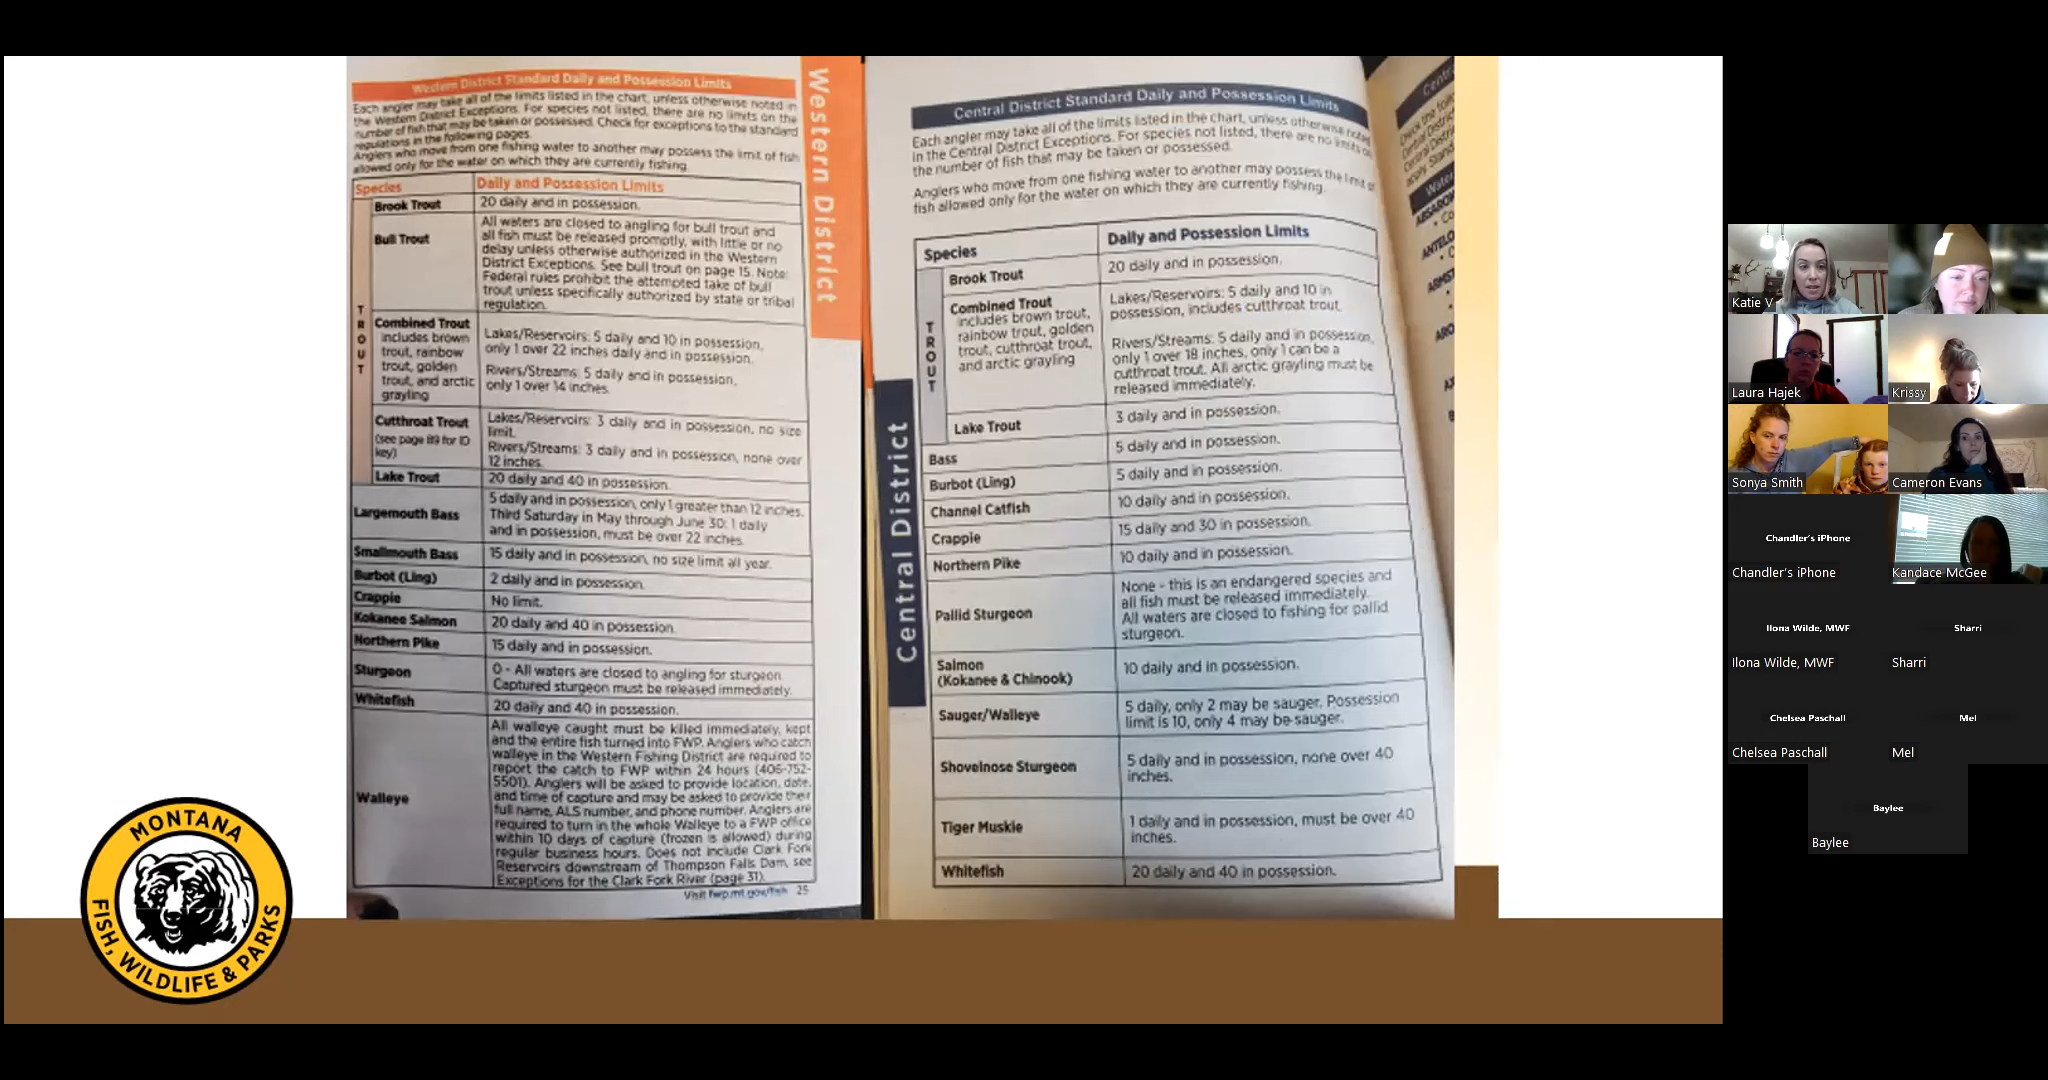 Western District Standard Daily and Possession Limits
Each angler may take all of the limits listed in the chart, unless otherwise noted in
the Western District Exceptions. For species not listed, there are no limits on the
number of fish that may be taken or possessed. Check for exceptions to the standard
regulations in the following pages.
Anglers who move from one fishing water to another may possess the limit of fish
allowed only for the water on which they are currently fishing.
Species
Daily and Possession Limits
TROUT
Brook Trout
20 daily and in possession.
Bull Trout
All waters are closed to angling for bull trout and
all fish must be released promptly, with little or no
delay unless otherwise authorized in the Western
District Exceptions. See bull trout on page 15. Note:
Federal rules prohibit the attempted take of bull
trout unless specifically authorized by state or tribal
regulation.
Combined Trout
includes brown
trout, rainbow
trout, golden
trout, and arctic
grayling
Lakes/Reservoirs: 5 daily and 10 in possession,
only 1 over 22 inches daily and in possession.
Rivers/Streams: 5 daily and in possession,
only 1 over 14 inches.
Cutthroat Trout
(see page for ID
key)
Lakes/Reservoirs: 3 daily and in possession, no size
limit.
Rivers/Streams: 3 daily and in possession, none over
12 inches.
Lake Trout
20 daily and 40 in possession.
Largemouth Bass
5 daily and in possession, only 1 greater than 12 inches.
Third Saturday in May through June 30: 1 daily
and in possession, must be over 22 inches.
Smallmouth Bass
15 daily and in possession, no size limit all year.
Burbot (Ling)
2 daily and in possession.
Crappie
No limit.
Kokanee Salmon
20 daily and 40 in possession.
Northern Pike
15 daily and in possession.
Sturgeon
0 - All waters are closed to angling for sturgeon.
Captured sturgeon must be released immediately.
Whitefish
20 daily and 40 in possession.
Walleye
All walleye caught must be killed immediately, kept
and the entire fish turned into FWP. Anglers who catch
walleye in the Western Fishing District are required to
report the catch to FWP within 24 hours (406-752-
5501). Anglers will be asked to provide location, date,
and time of capture and may be asked to provide their
full name, ALS number, and phone number. Anglers are
required to turn in the whole Walleye to a FWP office
within 10 days of capture (frozen is allowed) during
regular business hours. Does not include Clark Fork
Reservoirs downstream of Thompson Falls Dam, see
Exceptions for the Clark Fork River (page 31).
Visit fwp.mt.gov/fish 25
Western District
Central District Standard Daily and Possession Limits
Each angler may take all of the limits listed in the chart, unless otherwise noted
in the Central District Exceptions. For species not listed, there are no limits on
the number of fish that may be taken or possessed.
Anglers who move from one fishing water to another may possess the limit of
fish allowed only for the water on which they are currently fishing.
Species
Daily and Possession Limits
TROUT
Brook Trout
20 daily and in possession.
Combined Trout
includes brown trout,
rainbow trout, golden
trout, cutthroat trout,
and arctic grayling
Lakes/Reservoirs: 5 daily and 10 in
possession, includes cutthroat trout.
Rivers/Streams: 5 daily and in possession,
only 1 over 18 inches, only 1 can be a
cutthroat trout. All arctic grayling must be
released immediately.
Lake Trout
3 daily and in possession.
Bass
5 daily and in possession.
Burbot (Ling)
5 daily and in possession.
Channel Catfish
10 daily and in possession.
Crappie
15 daily and 30 in possession.
Northern Pike
10 daily and in possession.
Pallid Sturgeon
None - this is an endangered species and
all fish must be released immediately.
All waters are closed to fishing for pallid
sturgeon.
Salmon
(Kokanee & Chinook)
10 daily and in possession.
Sauger/Walleye
5 daily, only 2 may be sauger. Possession
limit is 10, only 4 may be sauger.
Shovelnose Sturgeon
5 daily and in possession, none over 40
inches.
Tiger Muskie
1 daily and in possession, must be over 40
inches.
Whitefish
20 daily and 40 in possession.
Central District
MONTANA
FISH, WILDLIFE & PARKS
Katie V
Laura Hajek
Krissy
Sonya Smith
Cameron Evans
Chandler's iPhone
Chandler's iPhone
Kandace McGee
Ilona Wilde, MWF
Sharri
Ilona Wilde, MWF
Sharri
Chelsea Paschall
Mel
Chelsea Paschall
Mel
Baylee
Baylee